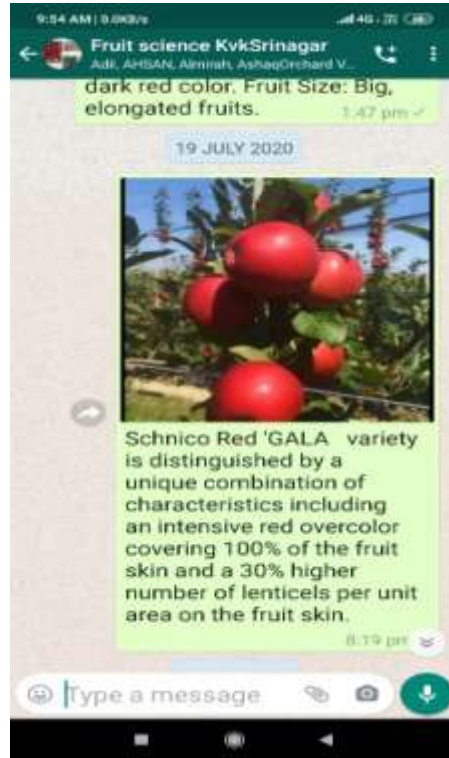 9:54 AM | 0.0KB/s
4G
Fruit science KvkSrinagar
Adil, AHSAN, Almirah, AshaqOrchard V...
dark red color. Fruit Size: Big,
elongated fruits.
1:47 pm
19 JULY 2020
Schnico Red 'GALA variety
is distinguished by a
unique combination of
characteristics including
an intensive red overcolor
covering 100% of the fruit
skin and a 30% higher
number of lenticels per unit
area on the fruit skin.
8:19 pm
Type a message